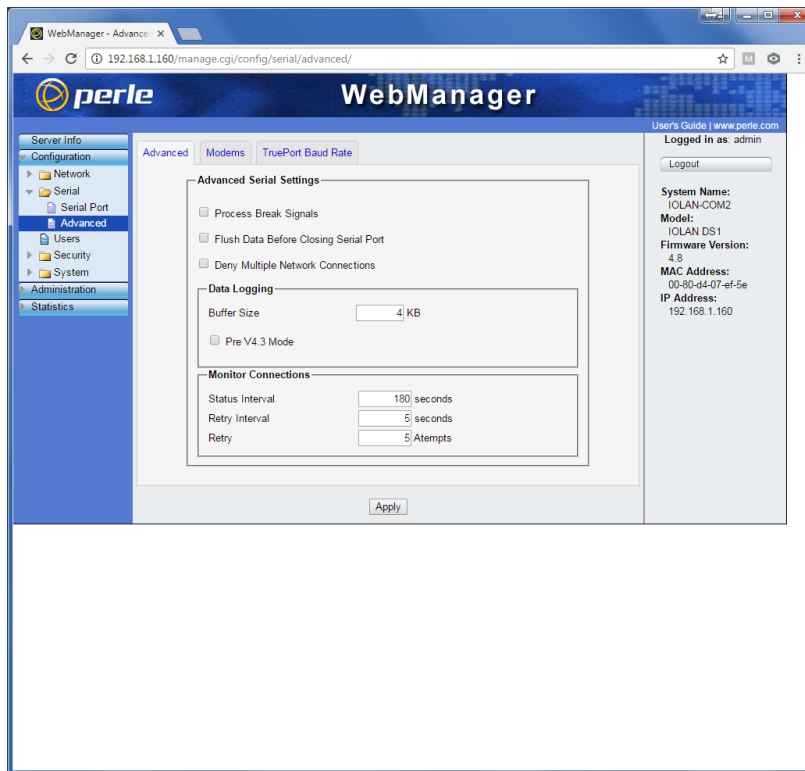 WebManager - Advance
192.168.1.160/manage.cgi/config/serial/advanced/
perle
WebManager
User's Guide | www.perle.com
Server Info
Configuration
Network
Serial
Serial Port
Advanced
Users
Security
System
Administration
Statistics
Advanced
Modems
TruePort Baud Rate
Advanced Serial Settings
Process Break Signals
Flush Data Before Closing Serial Port
Deny Multiple Network Connections
Data Logging
Buffer Size 4 KB
Pre V4.3 Mode
Monitor Connections
Status Interval 180 seconds
Retry Interval 5 seconds
Retry 5 Atempts
Apply
Logged in as: admin
Logout
System Name:
IOLAN-COM2
Model:
IOLAN DS1
Firmware Version:
4.8
MAC Address:
00-80-d4-07-ef-5e
IP Address:
192.168.1.160